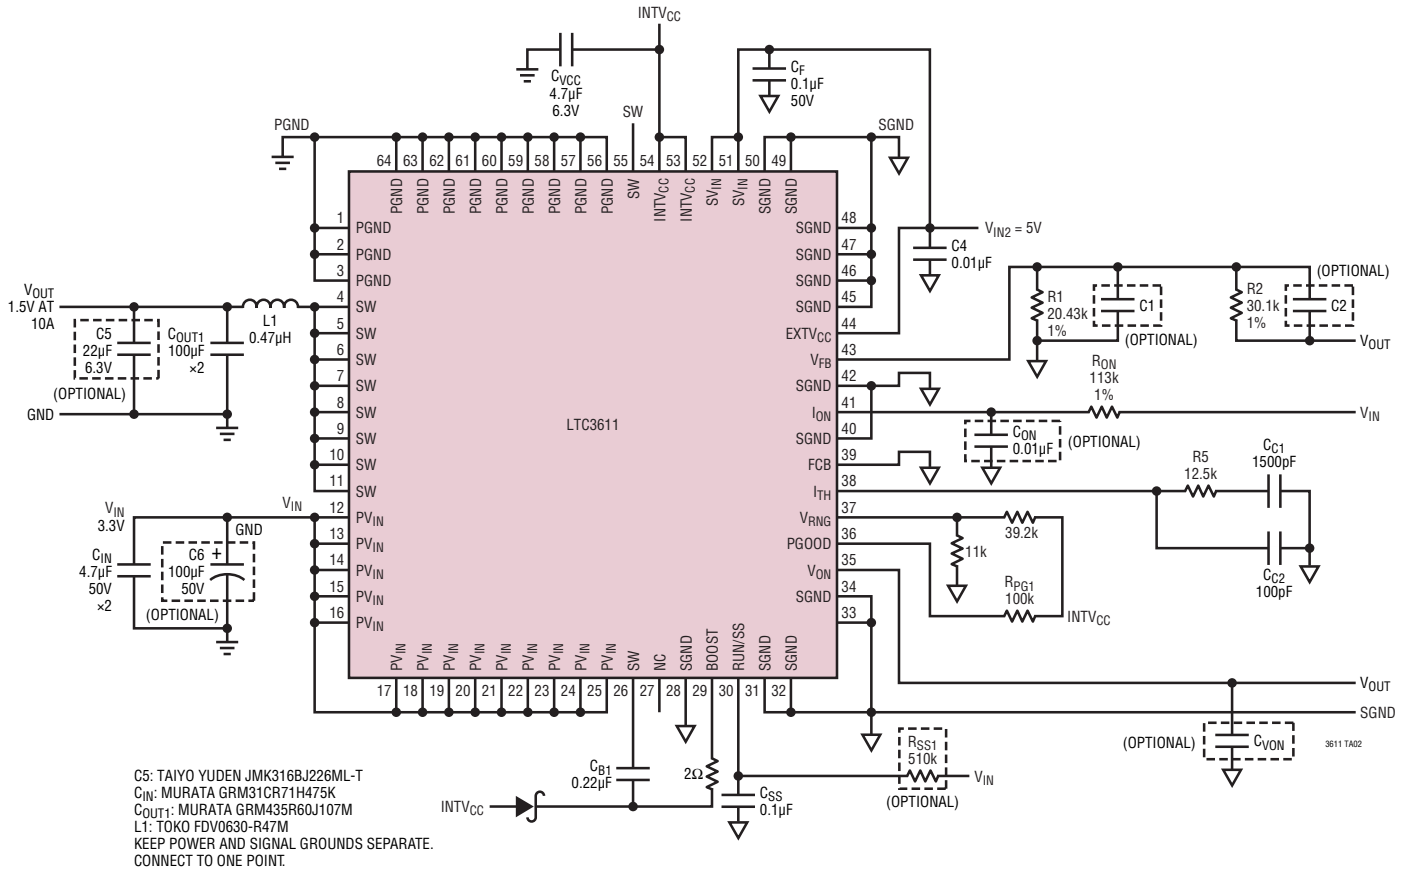 INTVCC
CVCC
4.7µF
6.3V
SW
CF
0.1µF
50V
PGND
SGND
64 63 62 61 60 59 58 57 56 55 54 53 52 51 50 49
PGND PGND PGND PGND PGND PGND PGND PGND PGND SW INTVCC INTVCC SVIN SVIN SGND SGND
1 PGND
2 PGND
3 PGND
4 SW
5 SW
6 SW
7 SW
8 SW
9 SW
10 SW
11 SW
12 PVIN
13 PVIN
14 PVIN
15 PVIN
16 PVIN
LTC3611
SGND 48
SGND 47
SGND 46
SGND 45
EXTVCC 44
VFB 43
SGND 42
ION 41
SGND 40
FCB 39
ITH 38
VRNG 37
PGOOD 36
VON 35
SGND 34
33
PVIN PVIN PVIN PVIN PVIN PVIN PVIN PVIN PVIN SW NC SGND BOOST RUN/SS SGND SGND
17 18 19 20 21 22 23 24 25 26 27 28 29 30 31 32
VOUT
1.5V AT
10A
C5
22µF
6.3V
(OPTIONAL)
COUT1
100µF
×2
L1
0.47µH
GND
VIN
3.3V
VIN
GND
CIN
4.7µF
50V
×2
C6
+
100µF
50V
(OPTIONAL)
VIN2 = 5V
C4
0.01µF
R1
20.43k
1%
C1
(OPTIONAL)
R2
30.1k
1%
(OPTIONAL)
C2
VOUT
RON
113k
1%
VIN
CON
0.01µF
(OPTIONAL)
R5
12.5k
CC1
1500pF
CC2
100pF
11k
39.2k
RPG1
100k
INTVCC
VOUT
SGND
(OPTIONAL)
CVON
3611 TA02
RSS1
510k
VIN
(OPTIONAL)
CB1
0.22µF
2Ω
CSS
0.1µF
INTVCC
C5: TAIYO YUDEN JMK316BJ226ML-T
CIN: MURATA GRM31CR71H475K
COUT1: MURATA GRM435R60J107M
L1: TOKO FDV0630-R47M
KEEP POWER AND SIGNAL GROUNDS SEPARATE.
CONNECT TO ONE POINT.